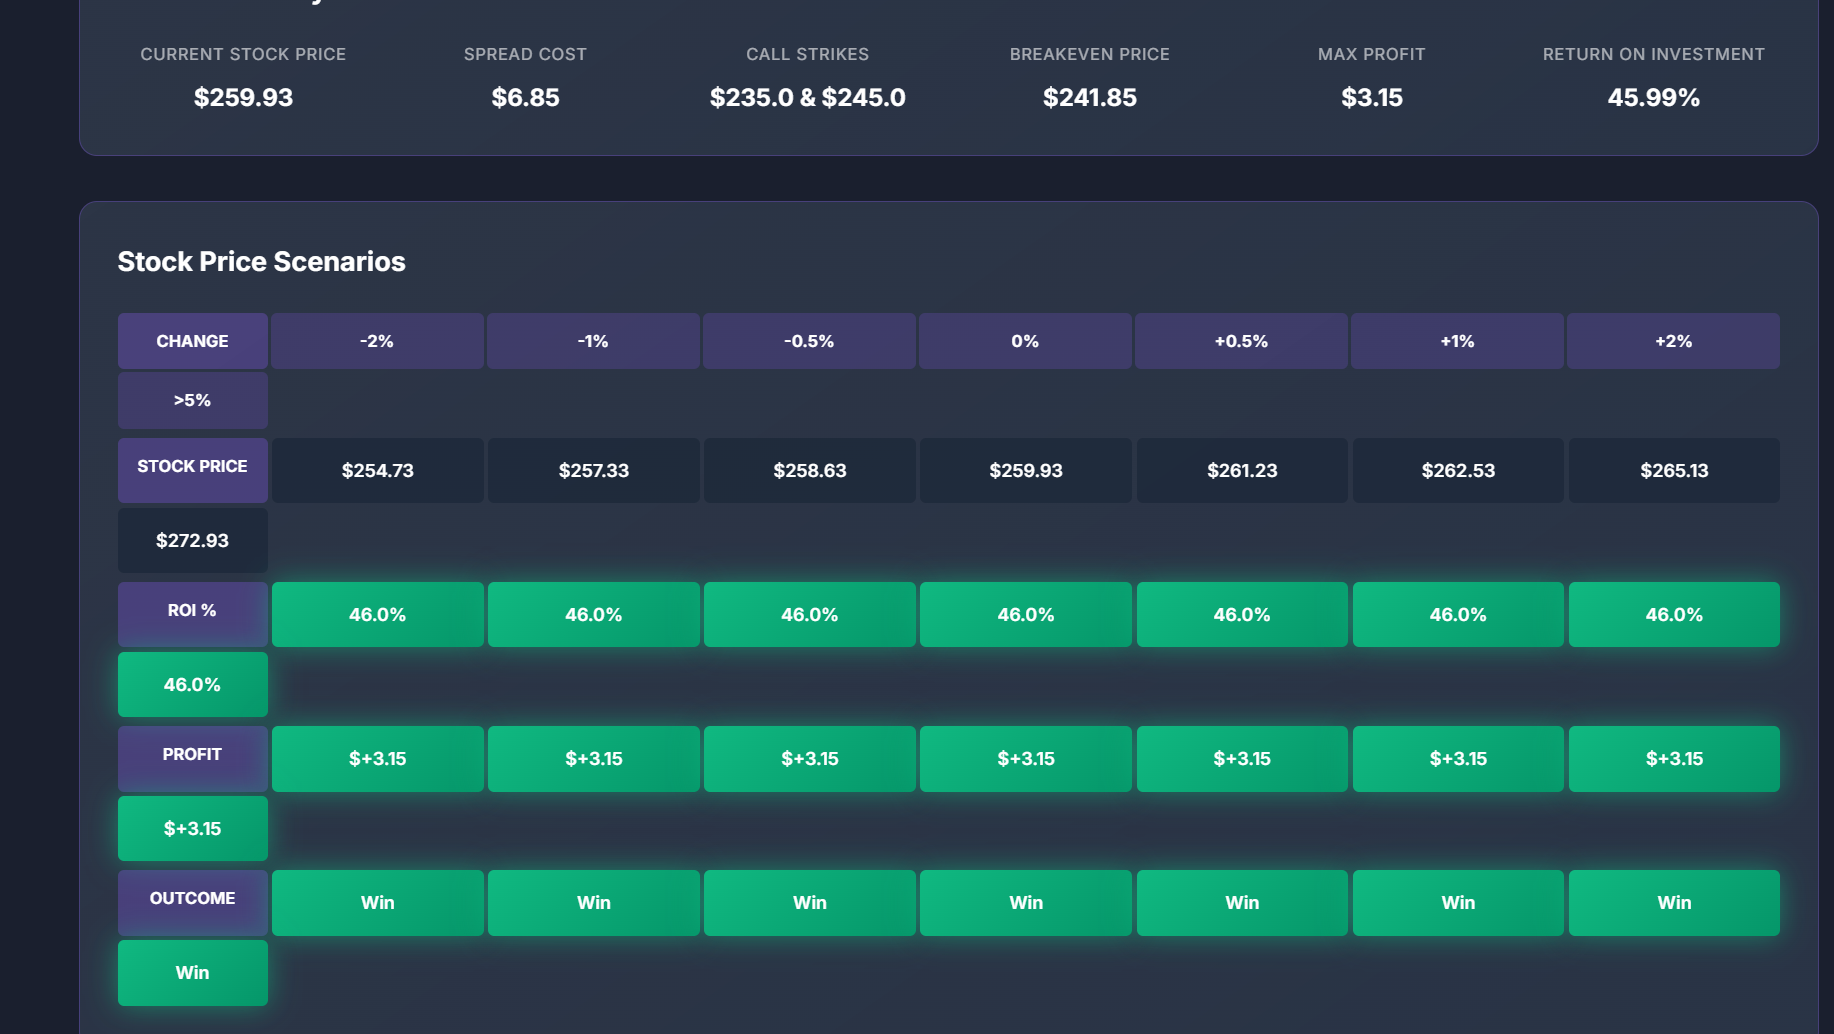 CURRENT STOCK PRICE SPREAD COST CALL STRIKES BREAKEVEN PRICE MAX PROFIT RETURN ON INVESTMENT
$259.93 $6.85 $235.0 & $245.0 $241.85 $3.15 45.99%
Stock Price Scenarios
CHANGE -2% -1% -0.5% 0% +0.5% +1% +2%
>5%
STOCK PRICE $254.73 $257.33 $258.63 $259.93 $261.23 $262.53 $265.13
$272.93
ROI % 46.0% 46.0% 46.0% 46.0% 46.0% 46.0% 46.0%
46.0%
PROFIT $+3.15 $+3.15 $+3.15 $+3.15 $+3.15 $+3.15 $+3.15
$+3.15
OUTCOME Win Win Win Win Win Win Win
Win